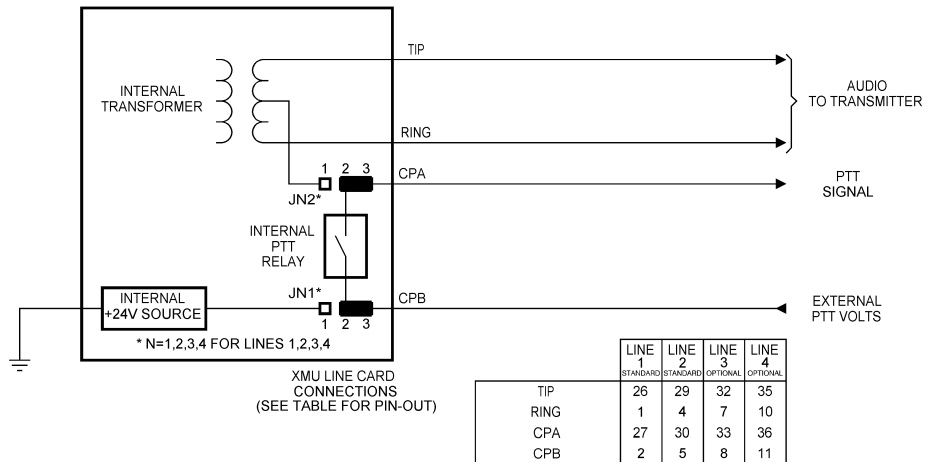 TIP
INTERNAL
TRANSFORMER
AUDIO
TO TRANSMITTER
RING
1 2 3
CPA
PTT
SIGNAL
JN2*
INTERNAL
PTT
RELAY
INTERNAL
+24V SOURCE
JN1*
CPB
EXTERNAL
PTT VOLTS
1 2 3
* N=1,2,3,4 FOR LINES 1,2,3,4
XMU LINE CARD
CONNECTIONS
(SEE TABLE FOR PIN-OUT)
LINE LINE LINE LINE
1 2 3 4
STANDARD STANDARD OPTIONAL OPTIONAL
TIP 26 29 32 35
RING 1 4 7 10
CPA 27 30 33 36
CPB 2 5 8 11